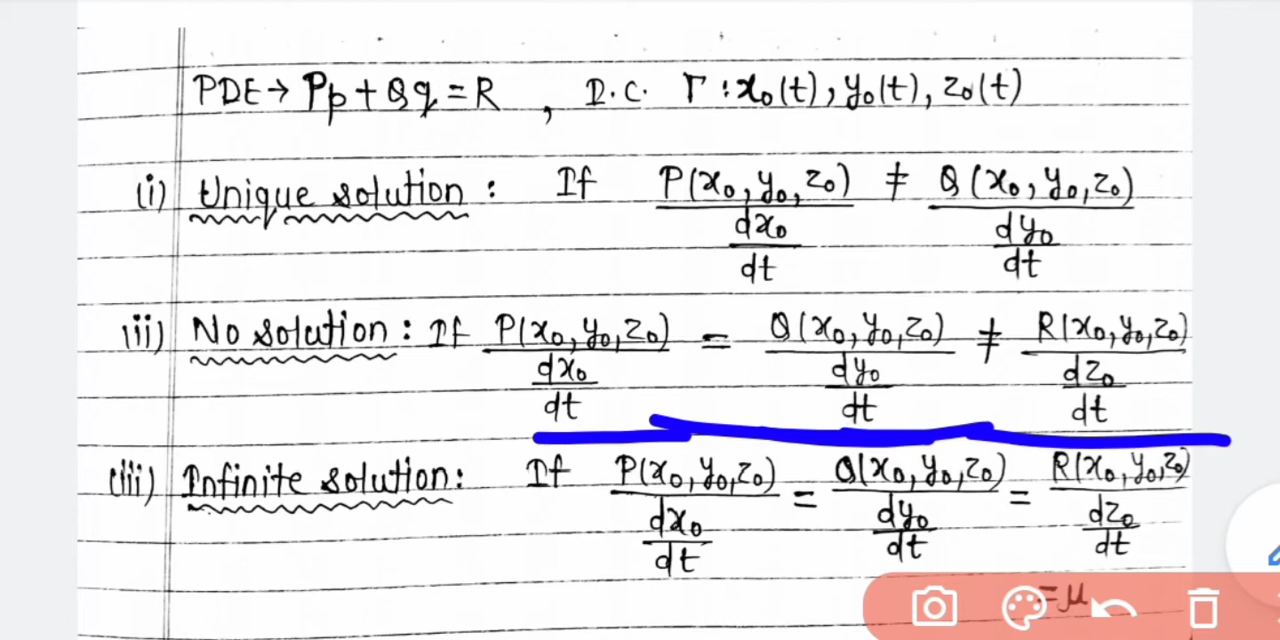 PDE → Pp + Qq = R , I.C. Γ : x₀(t), y₀(t), z₀(t)
(i) Unique solution : If P(x₀, y₀, z₀) / (dx₀/dt) ≠ Q(x₀, y₀, z₀) / (dy₀/dt)
(ii) No solution : If P(x₀, y₀, z₀) / (dx₀/dt) = Q(x₀, y₀, z₀) / (dy₀/dt) ≠ R(x₀, y₀, z₀) / (dz₀/dt)
(iii) Infinite solution : If P(x₀, y₀, z₀) / (dx₀/dt) = Q(x₀, y₀, z₀) / (dy₀/dt) = R(x₀, y₀, z₀) / (dz₀/dt)
= μ